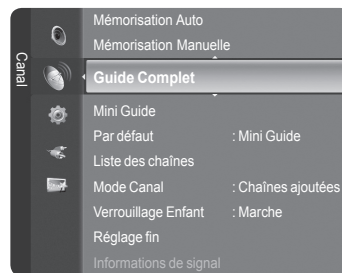 Canal
Mémorisation Auto
Mémorisation Manuelle
Guide Complet
Mini Guide
Par défaut : Mini Guide
Liste des chaînes
Mode Canal : Chaînes ajoutées
Verrouillage Enfant : Marche
Réglage fin
Informations de signal